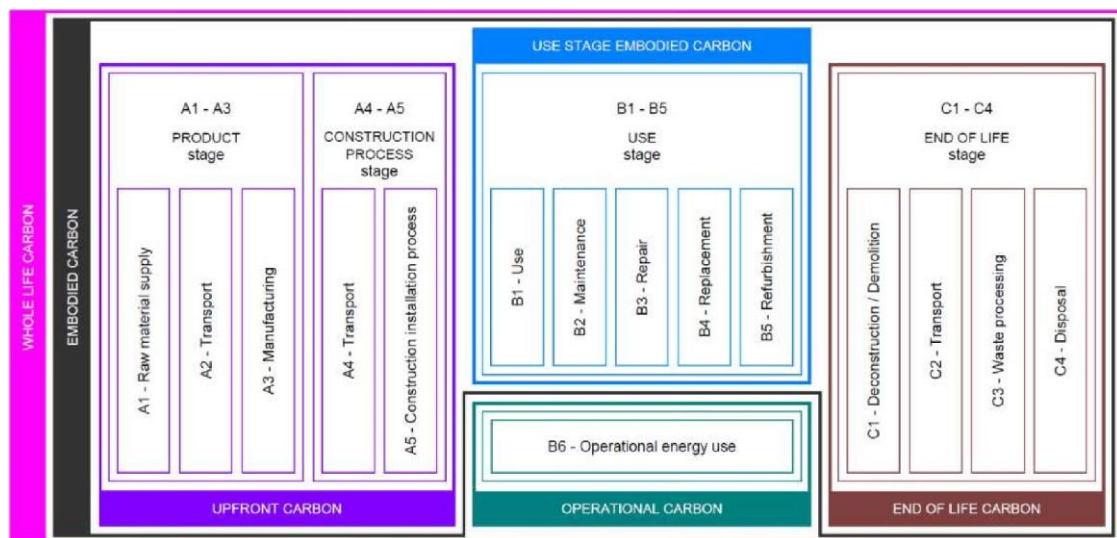 WHOLE LIFE CARBON
EMBODIED CARBON
USE STAGE EMBODIED CARBON
A1 - A3
PRODUCT
stage
A4 - A5
CONSTRUCTION
PROCESS
stage
B1 - B5
USE
stage
C1 - C4
END OF LIFE
stage
A1 - Raw material supply
A2 - Transport
A3 - Manufacturing
A4 - Transport
A5 - Construction installation process
B1 - Use
B2 - Maintenance
B3 - Repair
B4 - Replacement
B5 - Refurbishment
C1 - Deconstruction / Demolition
C2 - Transport
C3 - Waste processing
C4 - Disposal
B6 - Operational energy use
UPFRONT CARBON
OPERATIONAL CARBON
END OF LIFE CARBON